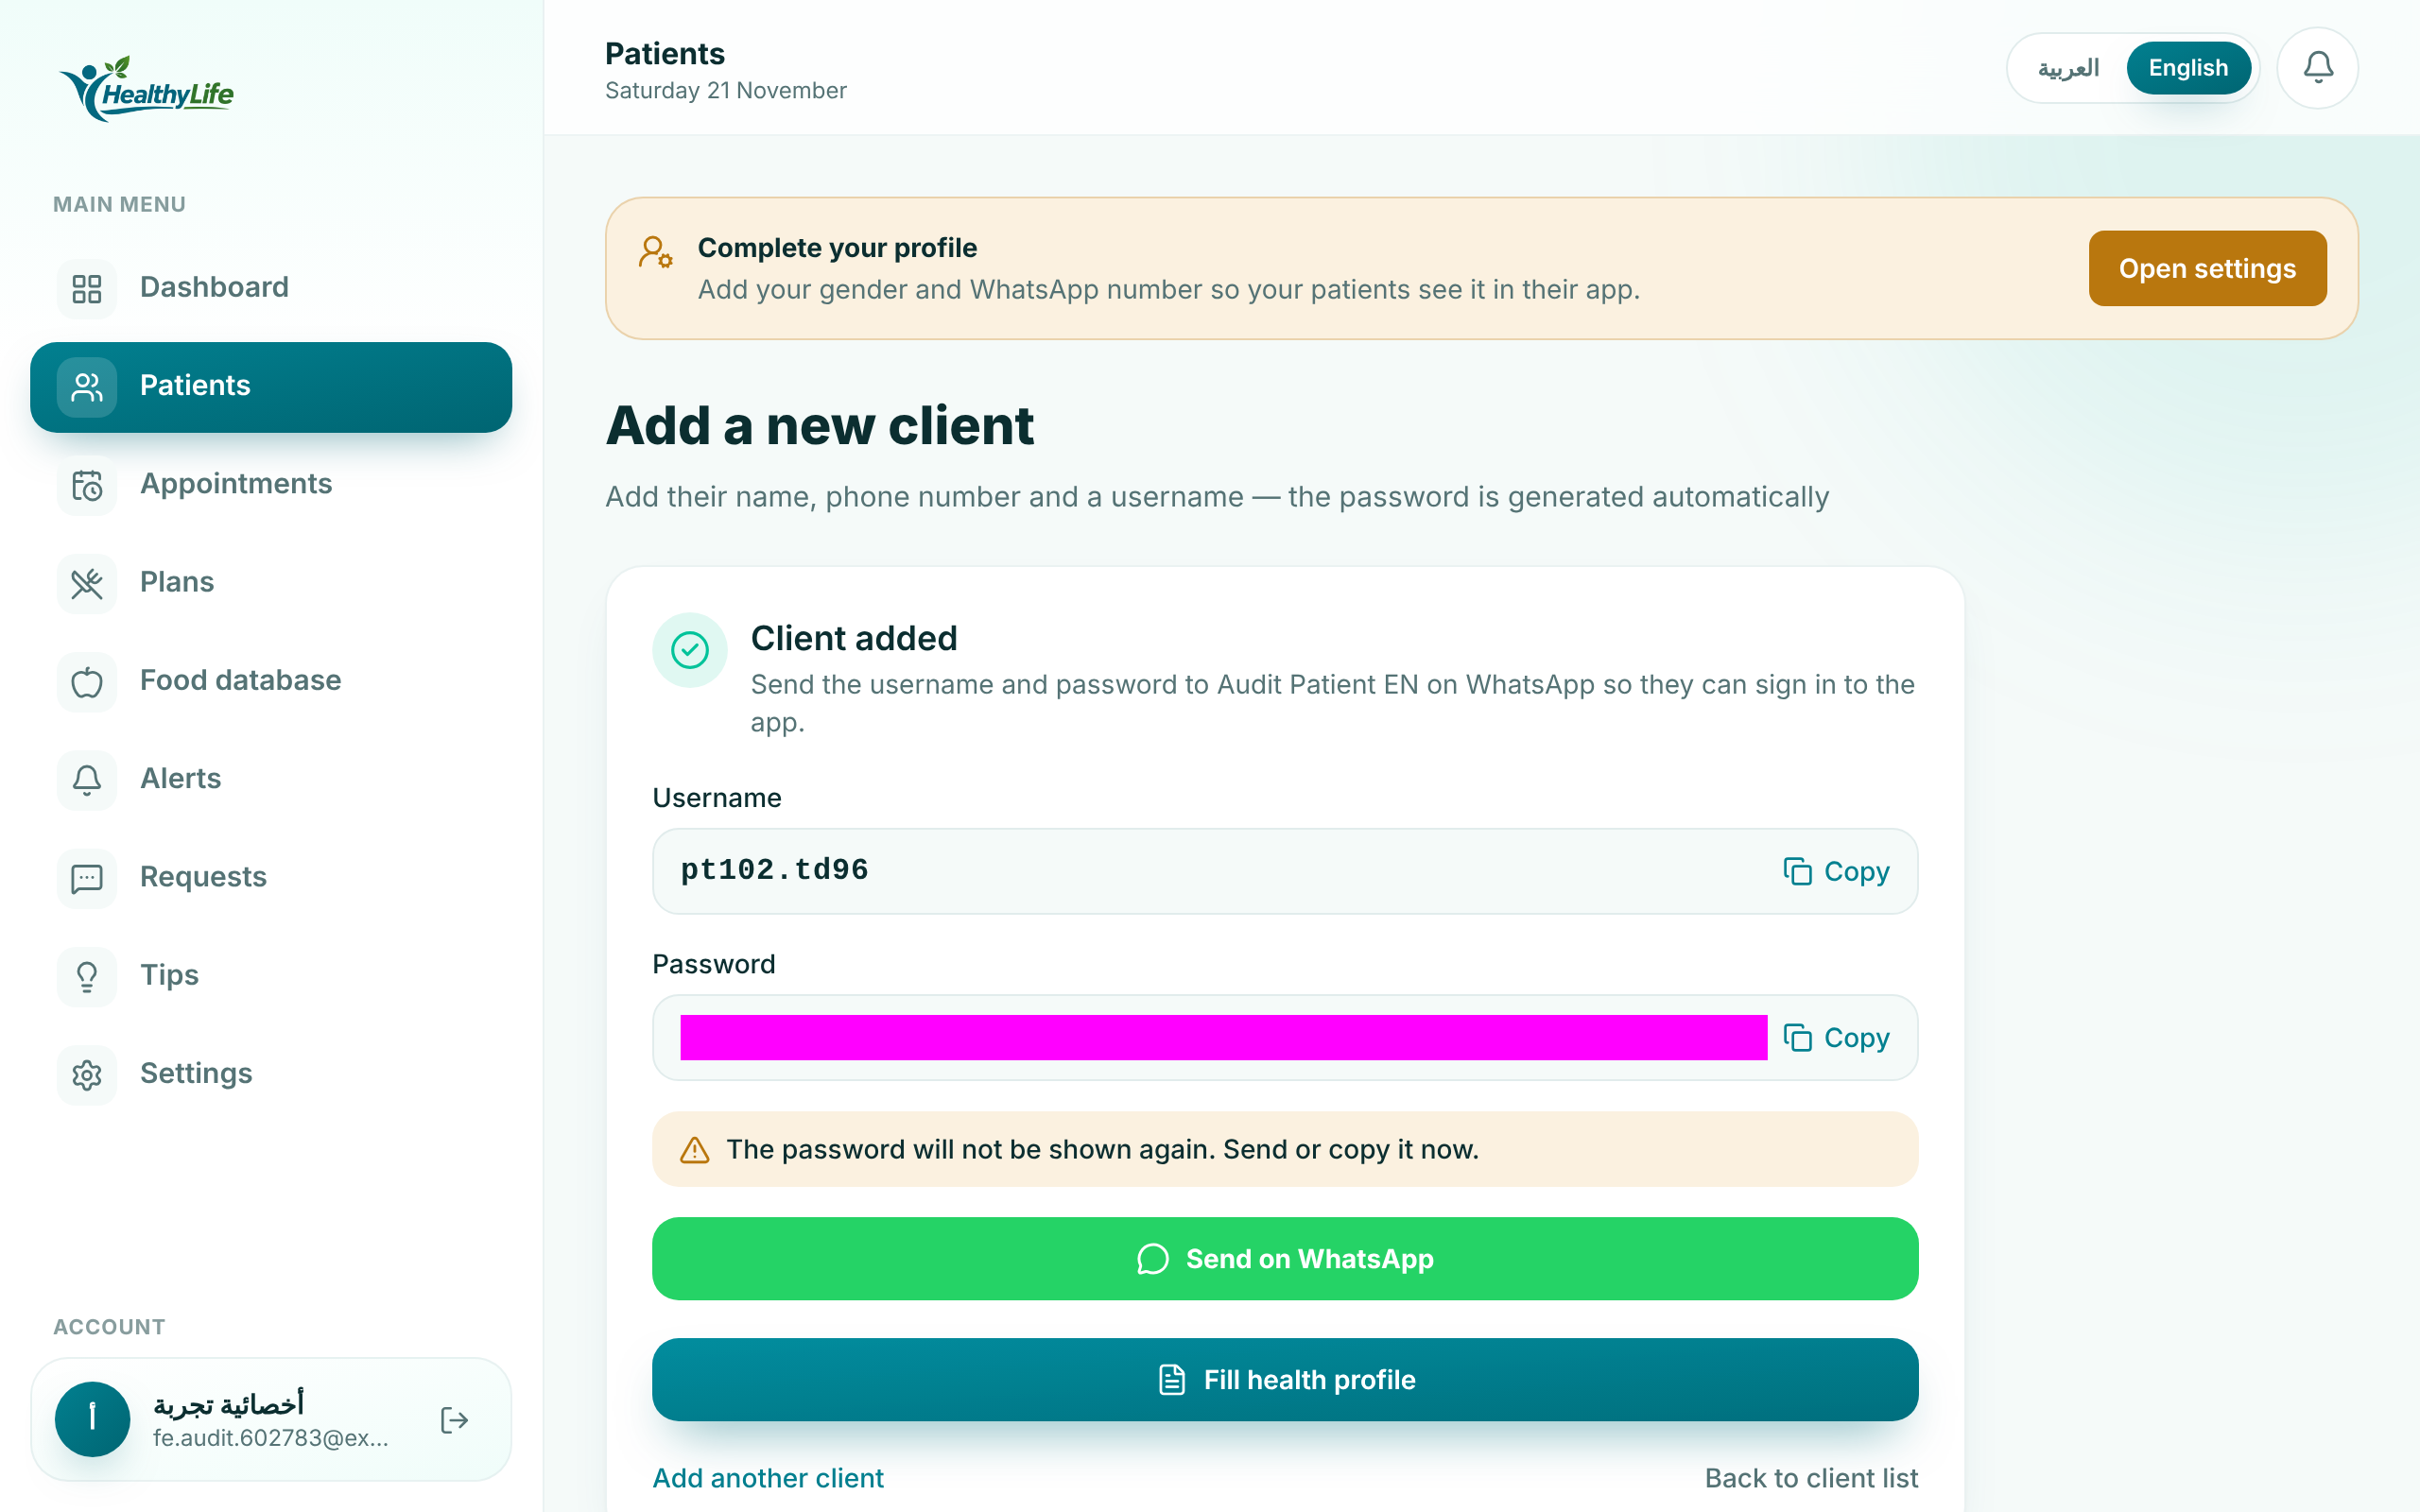 HealthyLife
MAIN MENU
Dashboard
Patients
Appointments
Plans
Food database
Alerts
Requests
Tips
Settings
ACCOUNT
أ
أخصائية تجربة
fe.audit.602783@ex...
Patients
Saturday 21 November
العربية
English
Complete your profile
Add your gender and WhatsApp number so your patients see it in their app.
Open settings
Add a new client
Add their name, phone number and a username — the password is generated automatically
Client added
Send the username and password to Audit Patient EN on WhatsApp so they can sign in to the
app.
Username
pt102.td96
Copy
Password
Copy
The password will not be shown again. Send or copy it now.
Send on WhatsApp
Fill health profile
Add another client
Back to client list